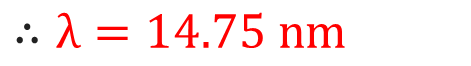 ∴ λ = 14.75 nm